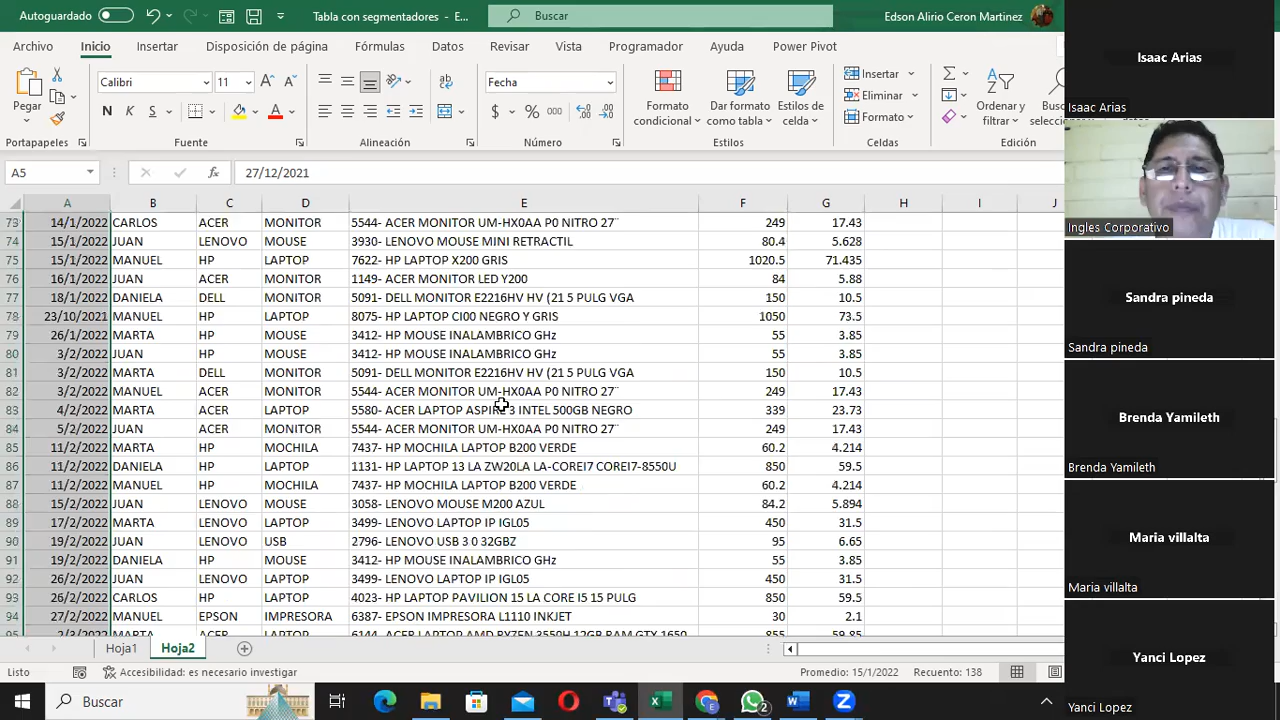 Autoguardado
Tabla con segmentadores - E...
Buscar
Edson Alirio Ceron Martinez
Archivo Inicio Insertar Disposición de página Fórmulas Datos Revisar Vista Programador Ayuda Power Pivot
Pegar
Calibri 11
N K S
Fecha
Formato condicional
Dar formato como tabla
Estilos de celda
Insertar
Eliminar
Formato
Ordenar y filtrar
Portapapeles Fuente Alineación Número Estilos Celdas Edición
A5 fx 27/12/2021
A B C D E F G H I J
73 14/1/2022 CARLOS ACER MONITOR 5544- ACER MONITOR UM-HX0AA P0 NITRO 27¨ 249 17.43
74 15/1/2022 JUAN LENOVO MOUSE 3930- LENOVO MOUSE MINI RETRACTIL 80.4 5.628
75 15/1/2022 MANUEL HP LAPTOP 7622- HP LAPTOP X200 GRIS 1020.5 71.435
76 16/1/2022 JUAN ACER MONITOR 1149- ACER MONITOR LED Y200 84 5.88
77 18/1/2022 DANIELA DELL MONITOR 5091- DELL MONITOR E2216HV HV (21 5 PULG VGA 150 10.5
78 23/10/2021 MANUEL HP LAPTOP 8075- HP LAPTOP CI00 NEGRO Y GRIS 1050 73.5
79 26/1/2022 MARTA HP MOUSE 3412- HP MOUSE INALAMBRICO GHz 55 3.85
80 3/2/2022 JUAN HP MOUSE 3412- HP MOUSE INALAMBRICO GHz 55 3.85
81 3/2/2022 MARTA DELL MONITOR 5091- DELL MONITOR E2216HV HV (21 5 PULG VGA 150 10.5
82 3/2/2022 MANUEL ACER MONITOR 5544- ACER MONITOR UM-HX0AA P0 NITRO 27¨ 249 17.43
83 4/2/2022 MARTA ACER LAPTOP 5580- ACER LAPTOP ASPIRE 3 INTEL 500GB NEGRO 339 23.73
84 5/2/2022 JUAN ACER MONITOR 5544- ACER MONITOR UM-HX0AA P0 NITRO 27¨ 249 17.43
85 11/2/2022 MARTA HP MOCHILA 7437- HP MOCHILA LAPTOP B200 VERDE 60.2 4.214
86 11/2/2022 DANIELA HP LAPTOP 1131- HP LAPTOP 13 LA ZW20LA LA-COREI7 COREI7-8550U 850 59.5
87 11/2/2022 MANUEL HP MOCHILA 7437- HP MOCHILA LAPTOP B200 VERDE 60.2 4.214
88 15/2/2022 JUAN LENOVO MOUSE 3058- LENOVO MOUSE M200 AZUL 84.2 5.894
89 17/2/2022 MARTA LENOVO LAPTOP 3499- LENOVO LAPTOP IP IGL05 450 31.5
90 19/2/2022 JUAN LENOVO USB 2796- LENOVO USB 3 0 32GBZ 95 6.65
91 19/2/2022 DANIELA HP MOUSE 3412- HP MOUSE INALAMBRICO GHz 55 3.85
92 26/2/2022 JUAN LENOVO LAPTOP 3499- LENOVO LAPTOP IP IGL05 450 31.5
93 26/2/2022 CARLOS HP LAPTOP 4023- HP LAPTOP PAVILION 15 LA CORE I5 15 PULG 850 59.5
94 27/2/2022 MANUEL EPSON IMPRESORA 6387- EPSON IMPRESORA L1110 INKJET 30 2.1
95 2/3/2022 MARTA ACER LAPTOP 6144- ACER LAPTOP AMD RYZEN 3550H 12GB RAM GTX 1650 855 59.85
Hoja1 Hoja2
Listo Accesibilidad: es necesario investigar Promedio: 15/1/2022 Recuento: 138
Buscar
2
Isaac Arias
Isaac Arias
Ingles Corporativo
Sandra pineda
Sandra pineda
Brenda Yamileth
Brenda Yamileth
Maria villalta
Maria villalta
Yanci Lopez
Yanci Lopez